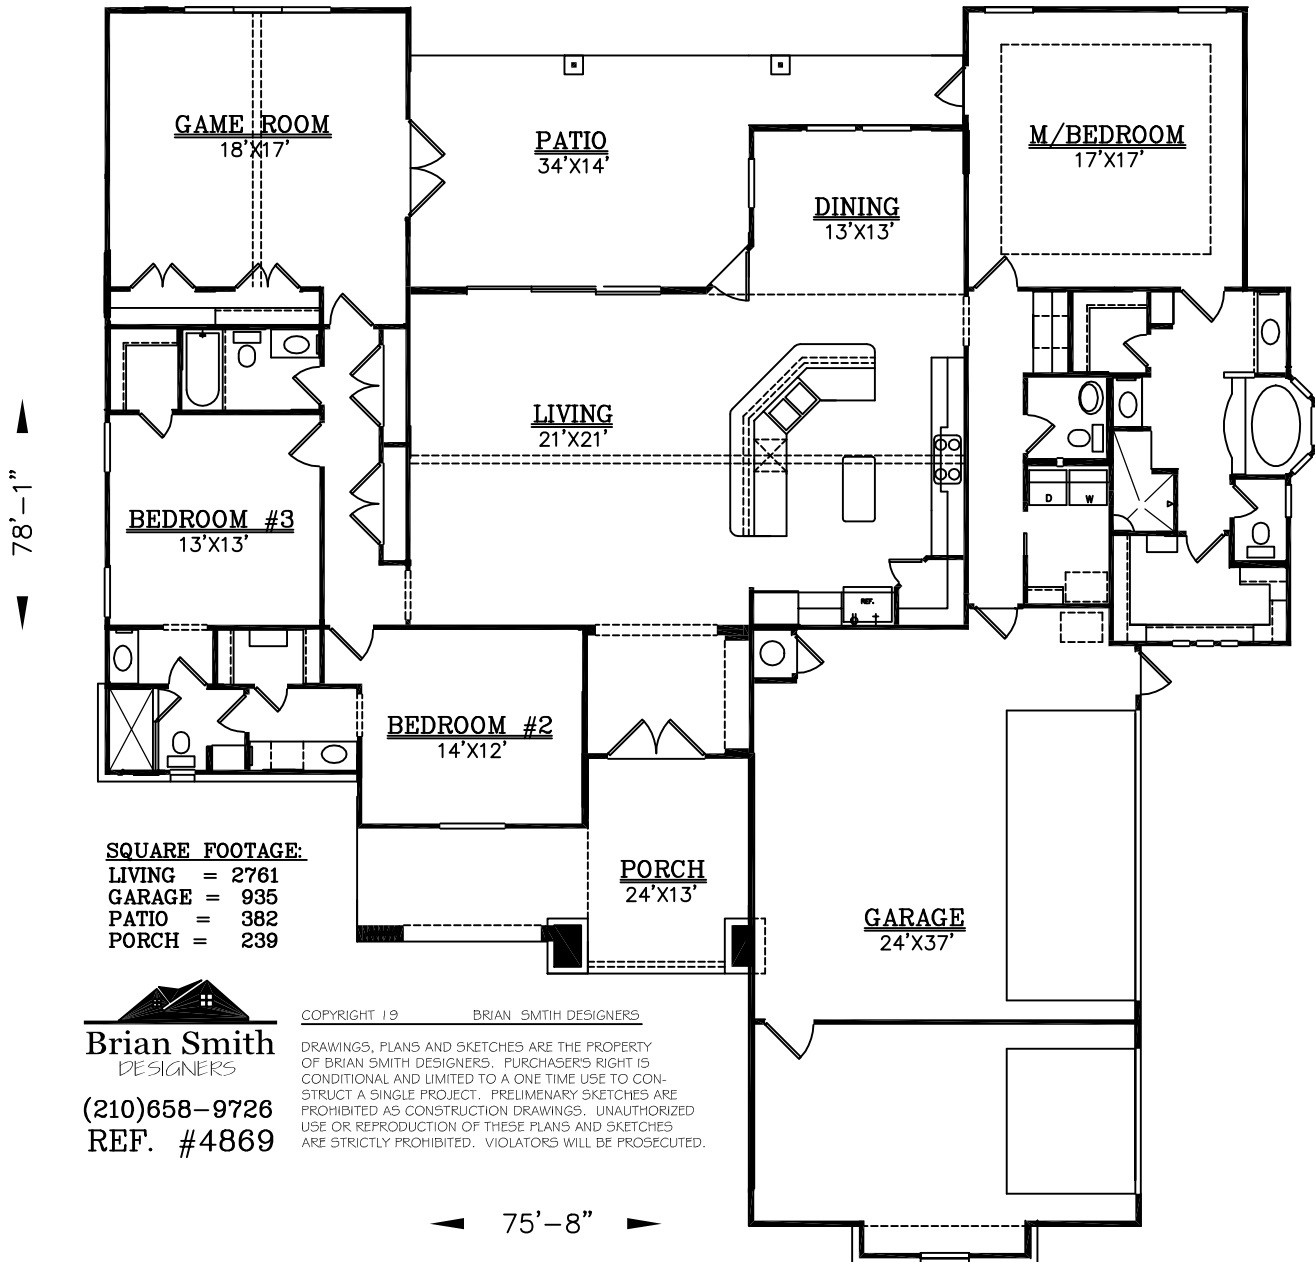 GAME ROOM
18'X17'
PATIO
34'X14'
M/BEDROOM
17'X17'
DINING
13'X13'
LIVING
21'X21'
BEDROOM #3
13'X13'
D
W
REF.
78'-1"
BEDROOM #2
14'X12'
PORCH
24'X13'
GARAGE
24'X37'
SQUARE FOOTAGE:
LIVING = 2761
GARAGE = 935
PATIO = 382
PORCH = 239
Brian Smith
DESIGNERS
(210)658-9726
REF. #4869
COPYRIGHT 19 BRIAN SMTIH DESIGNERS
DRAWINGS, PLANS AND SKETCHES ARE THE PROPERTY
OF BRIAN SMITH DESIGNERS. PURCHASER'S RIGHT IS
CONDITIONAL AND LIMITED TO A ONE TIME USE TO CON-
STRUCT A SINGLE PROJECT. PRELIMENARY SKETCHES ARE
PROHIBITED AS CONSTRUCTION DRAWINGS. UNAUTHORIZED
USE OR REPRODUCTION OF THESE PLANS AND SKETCHES
ARE STRICTLY PROHIBITED. VIOLATORS WILL BE PROSECUTED.
75'-8"